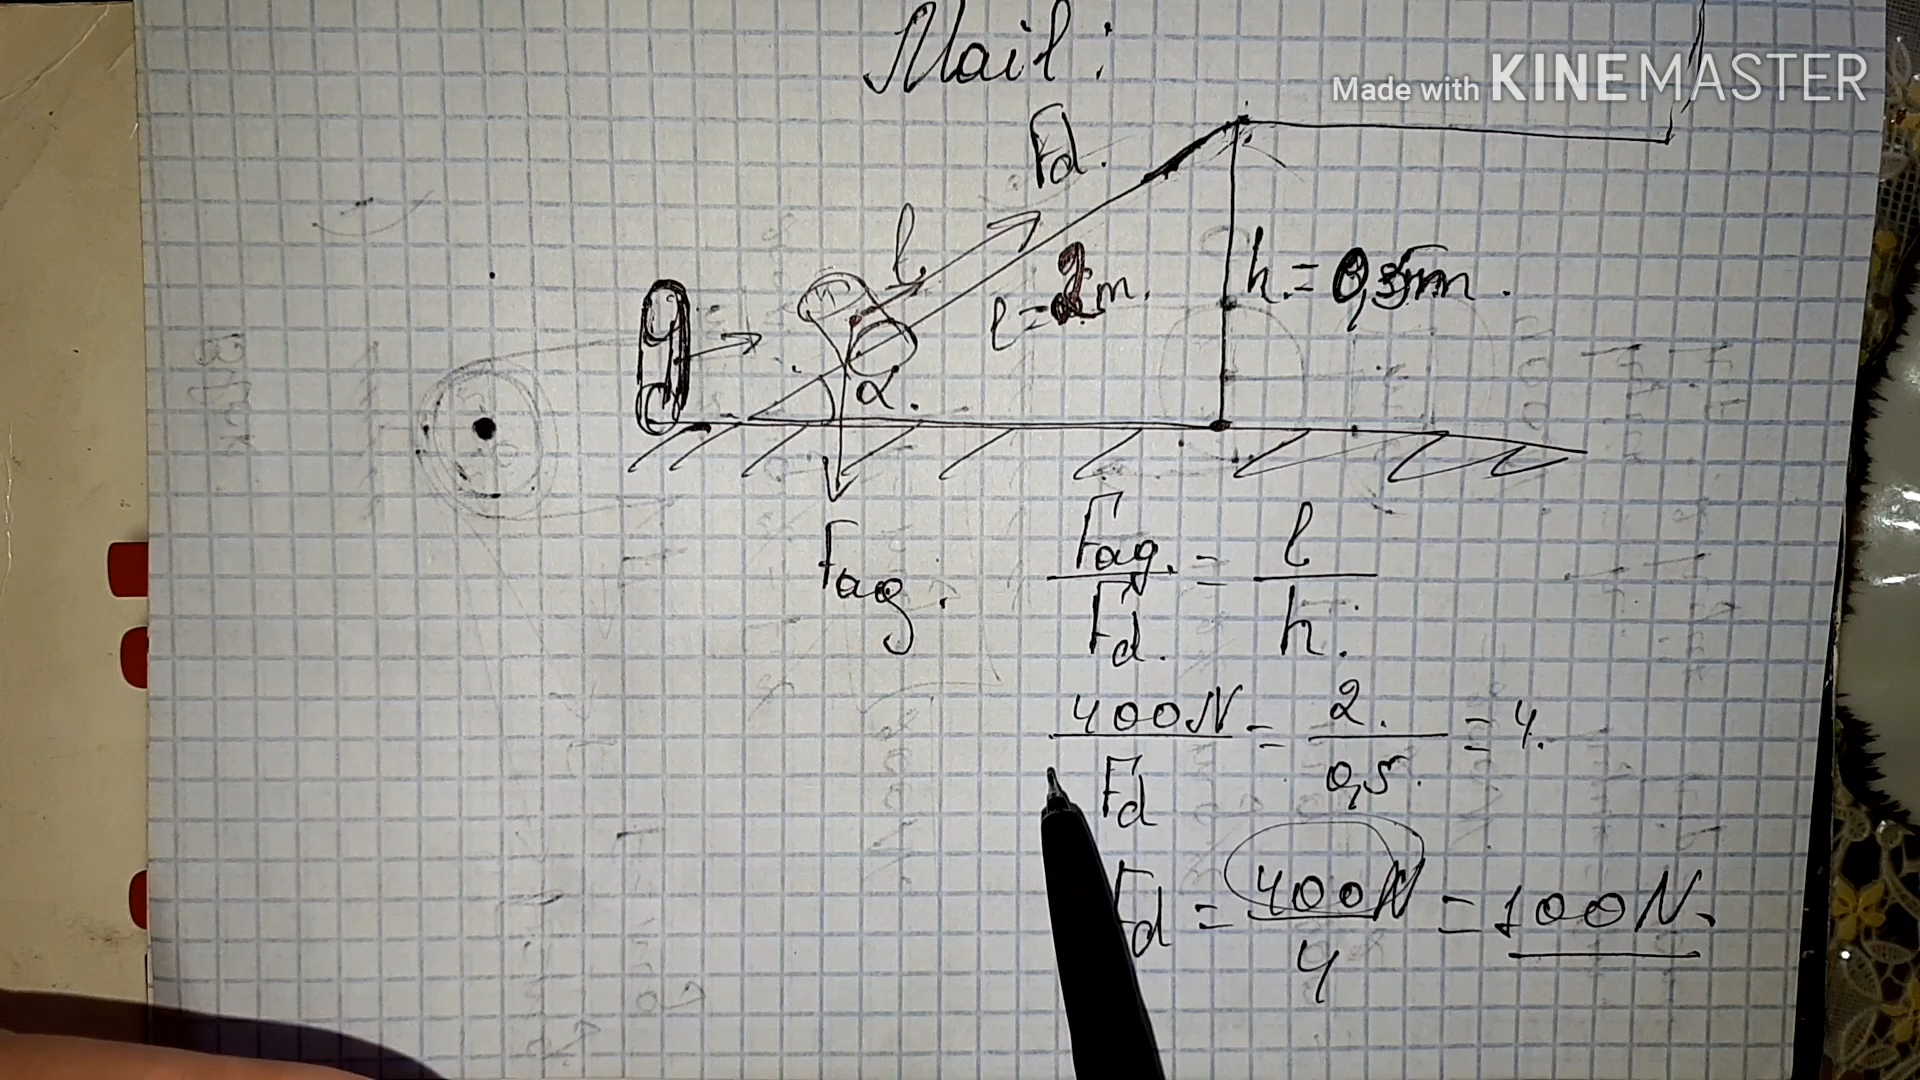 Mail:
Made with KINEMASTER
Fd.
l
l=2m.
h.=0,5m.
α.
Fag.
Fag. / Fd. = l / h.
400N / Fd = 2. / 0,5. = 4.
Fd = 400N / 4 = 100N.